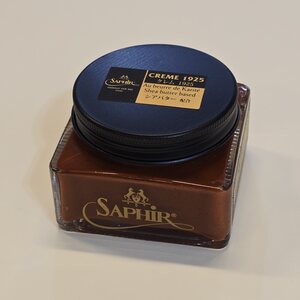 SAPHIR
CREME 1925
クレム 1925
Au beurre de Karité
Shea butter based
シアバター 配合
SAPHIR®